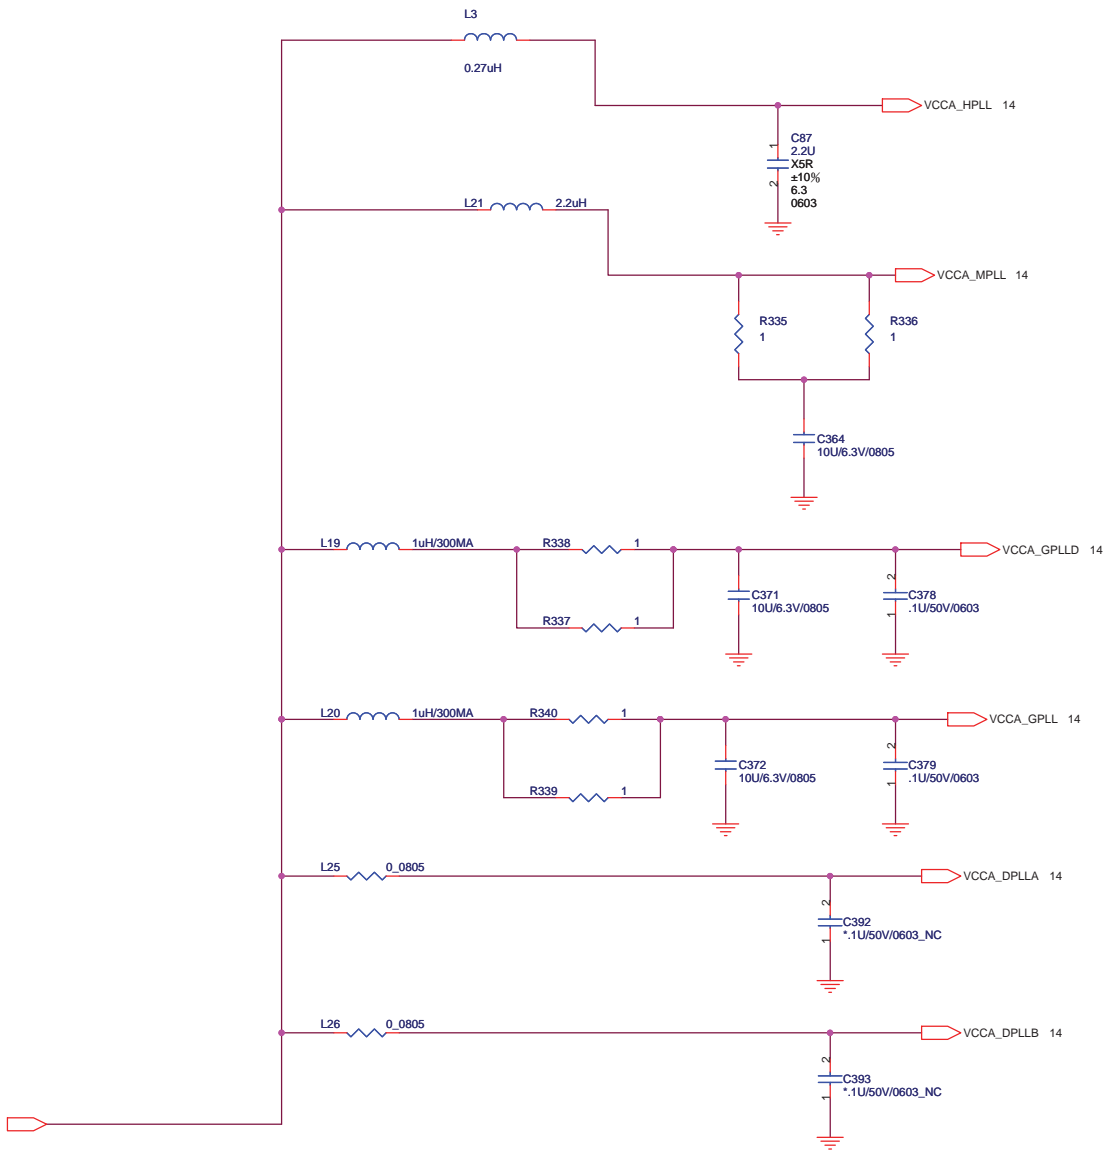 L3
0.27uH
VCCA_HPLL 14
1
C87
2.2U
X5R
±10%
6.3
0603
2
L21 2.2uH
VCCA_MPLL 14
R335
1
R336
1
C364
10U/6.3V/0805
L19 1uH/300MA R338 1 VCCA_GPLLD 14
2
C371
10U/6.3V/0805
C378
.1U/50V/0603
1
R337 1
L20 1uH/300MA R340 1 VCCA_GPLL 14
2
C372
10U/6.3V/0805
C379
.1U/50V/0603
1
R339 1
L25 0_0805 VCCA_DPLLA 14
2
C392
*.1U/50V/0603_NC
1
L26 0_0805 VCCA_DPLLB 14
2
C393
*.1U/50V/0603_NC
1